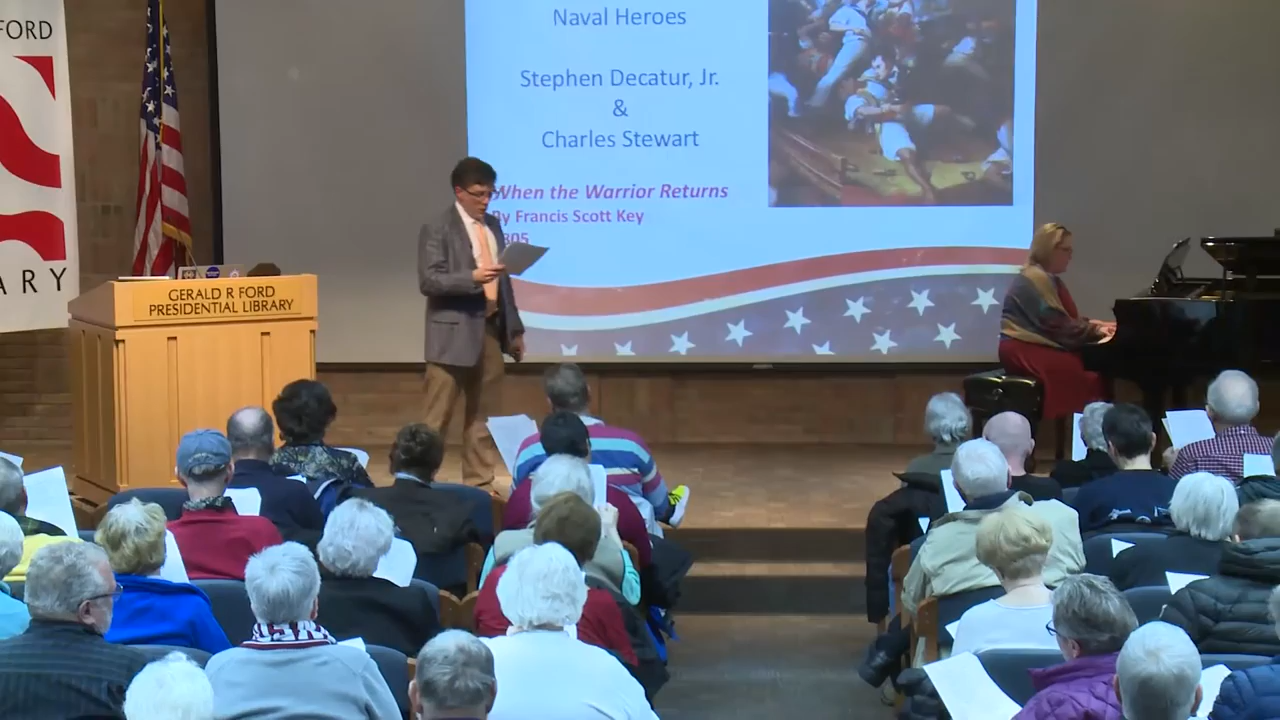 FORD
ARY
GERALD R FORD
PRESIDENTIAL LIBRARY
Naval Heroes
Stephen Decatur, Jr.
&
Charles Stewart
When the Warrior Returns
By Francis Scott Key
805